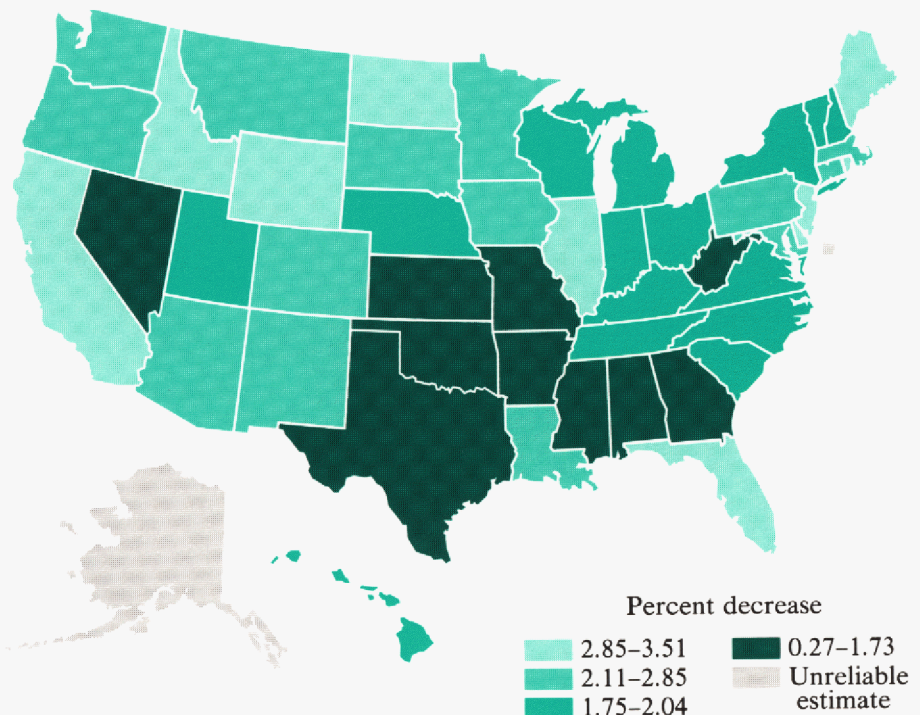 Percent decrease
2.85–3.51
2.11–2.85
1.75–2.04
0.27–1.73
Unreliable
estimate